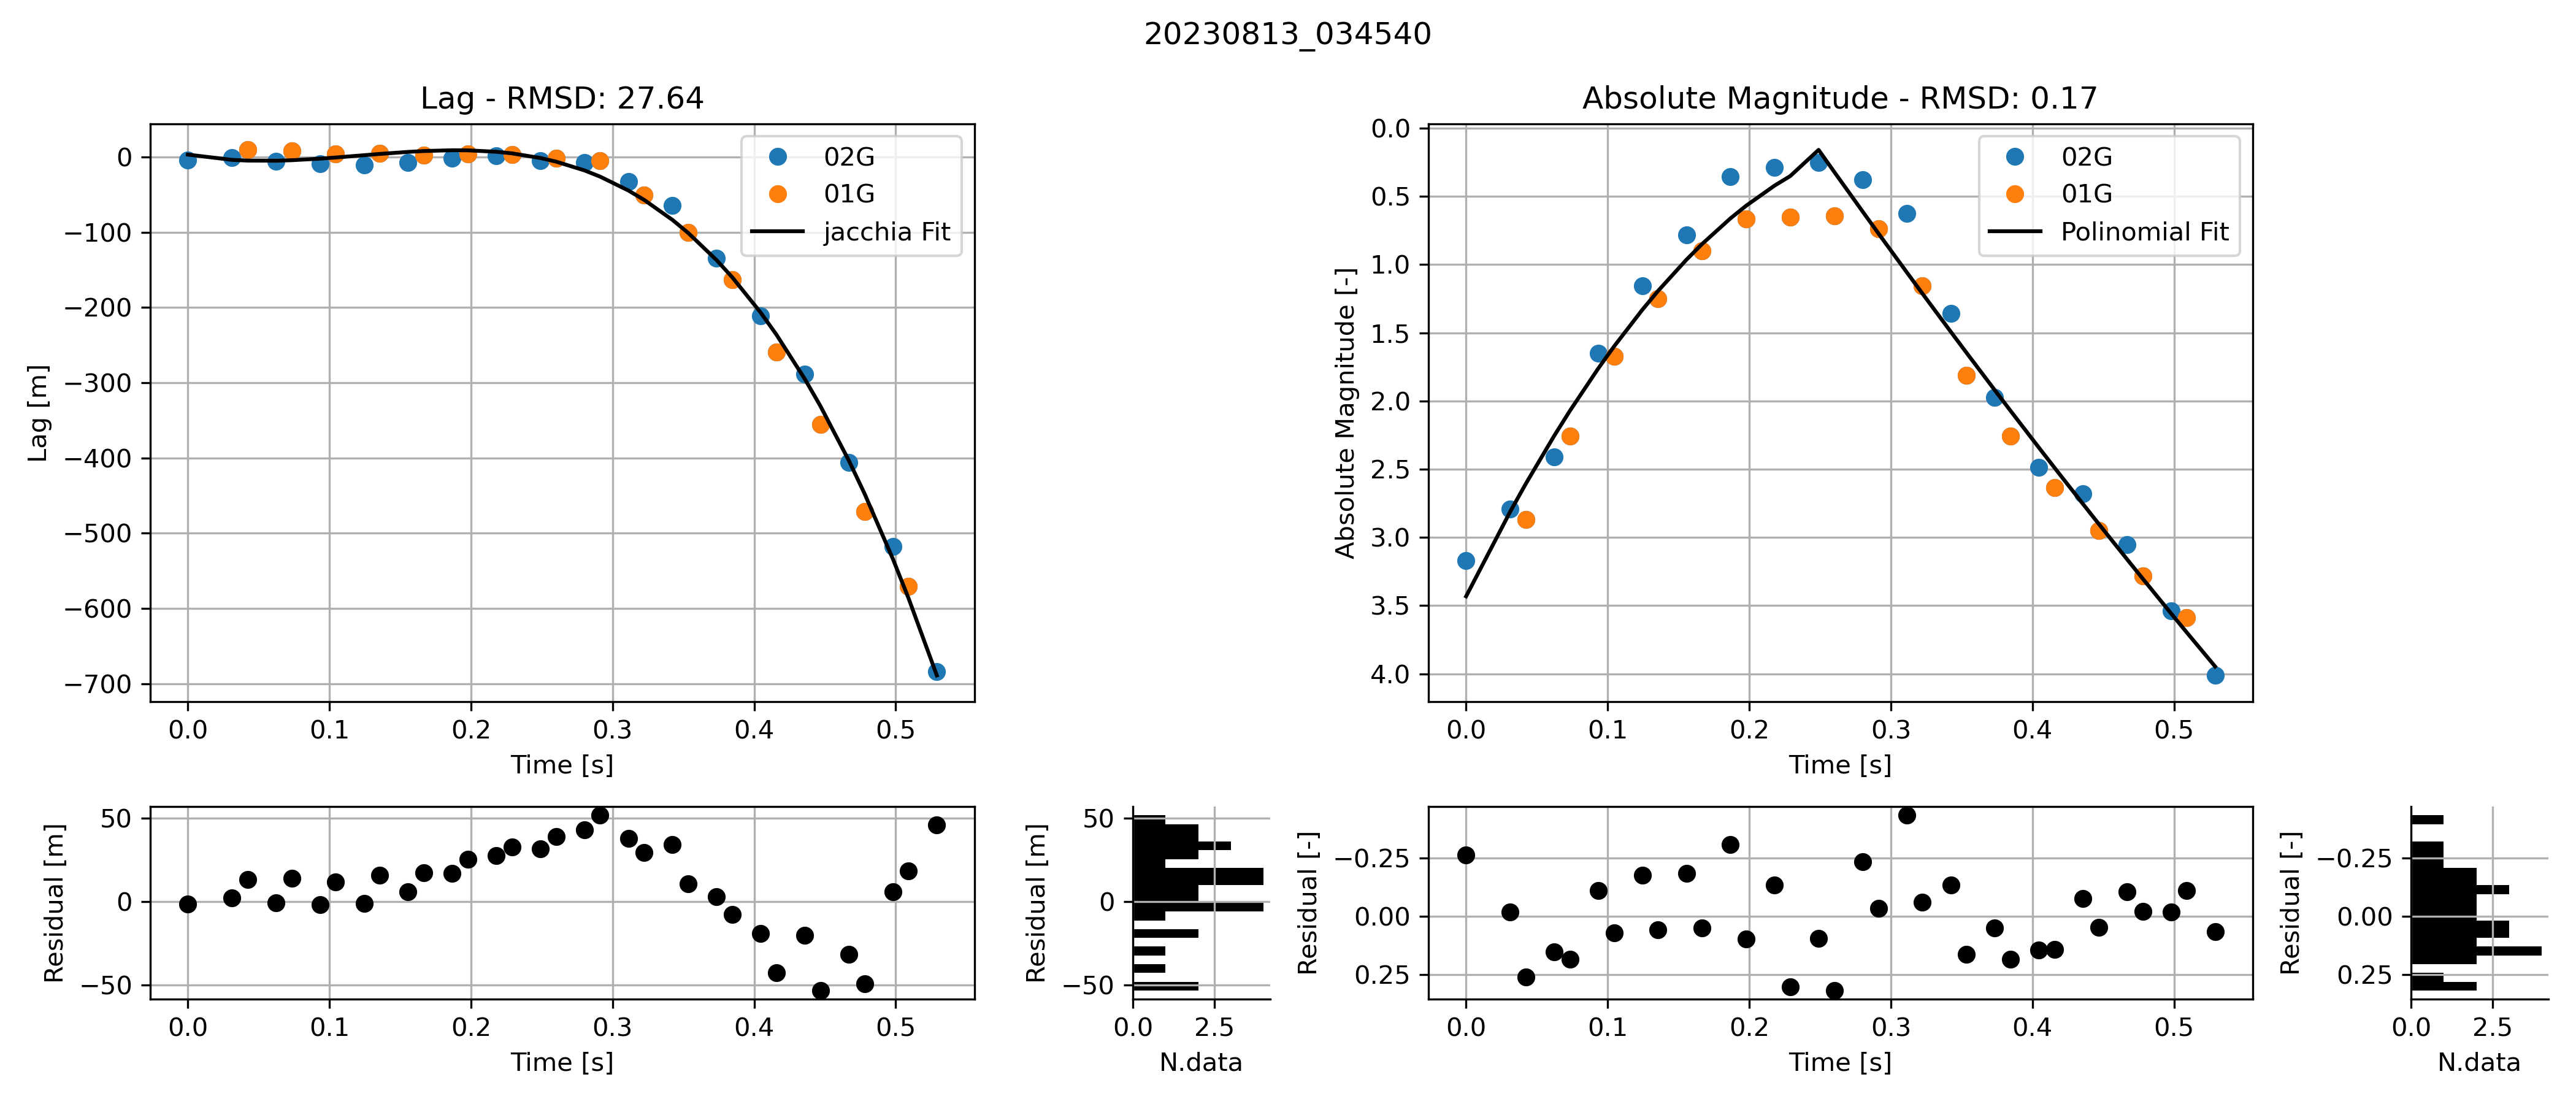 20230813_034540
Lag - RMSD: 27.64
0
−100
−200
−300
−400
−500
−600
−700
Lag [m]
02G
01G
jacchia Fit
0.0 0.1 0.2 0.3 0.4 0.5
Time [s]
Absolute Magnitude - RMSD: 0.17
0.0
0.5
1.0
1.5
2.0
2.5
3.0
3.5
4.0
Absolute Magnitude [-]
02G
01G
Polinomial Fit
0.0 0.1 0.2 0.3 0.4 0.5
Time [s]
50
0
−50
Residual [m]
0.0 0.1 0.2 0.3 0.4 0.5
Time [s]
50
0
−50
Residual [m]
0.0 2.5
N.data
−0.25
0.00
0.25
Residual [-]
0.0 0.1 0.2 0.3 0.4 0.5
Time [s]
−0.25
0.00
0.25
Residual [-]
0.0 2.5
N.data